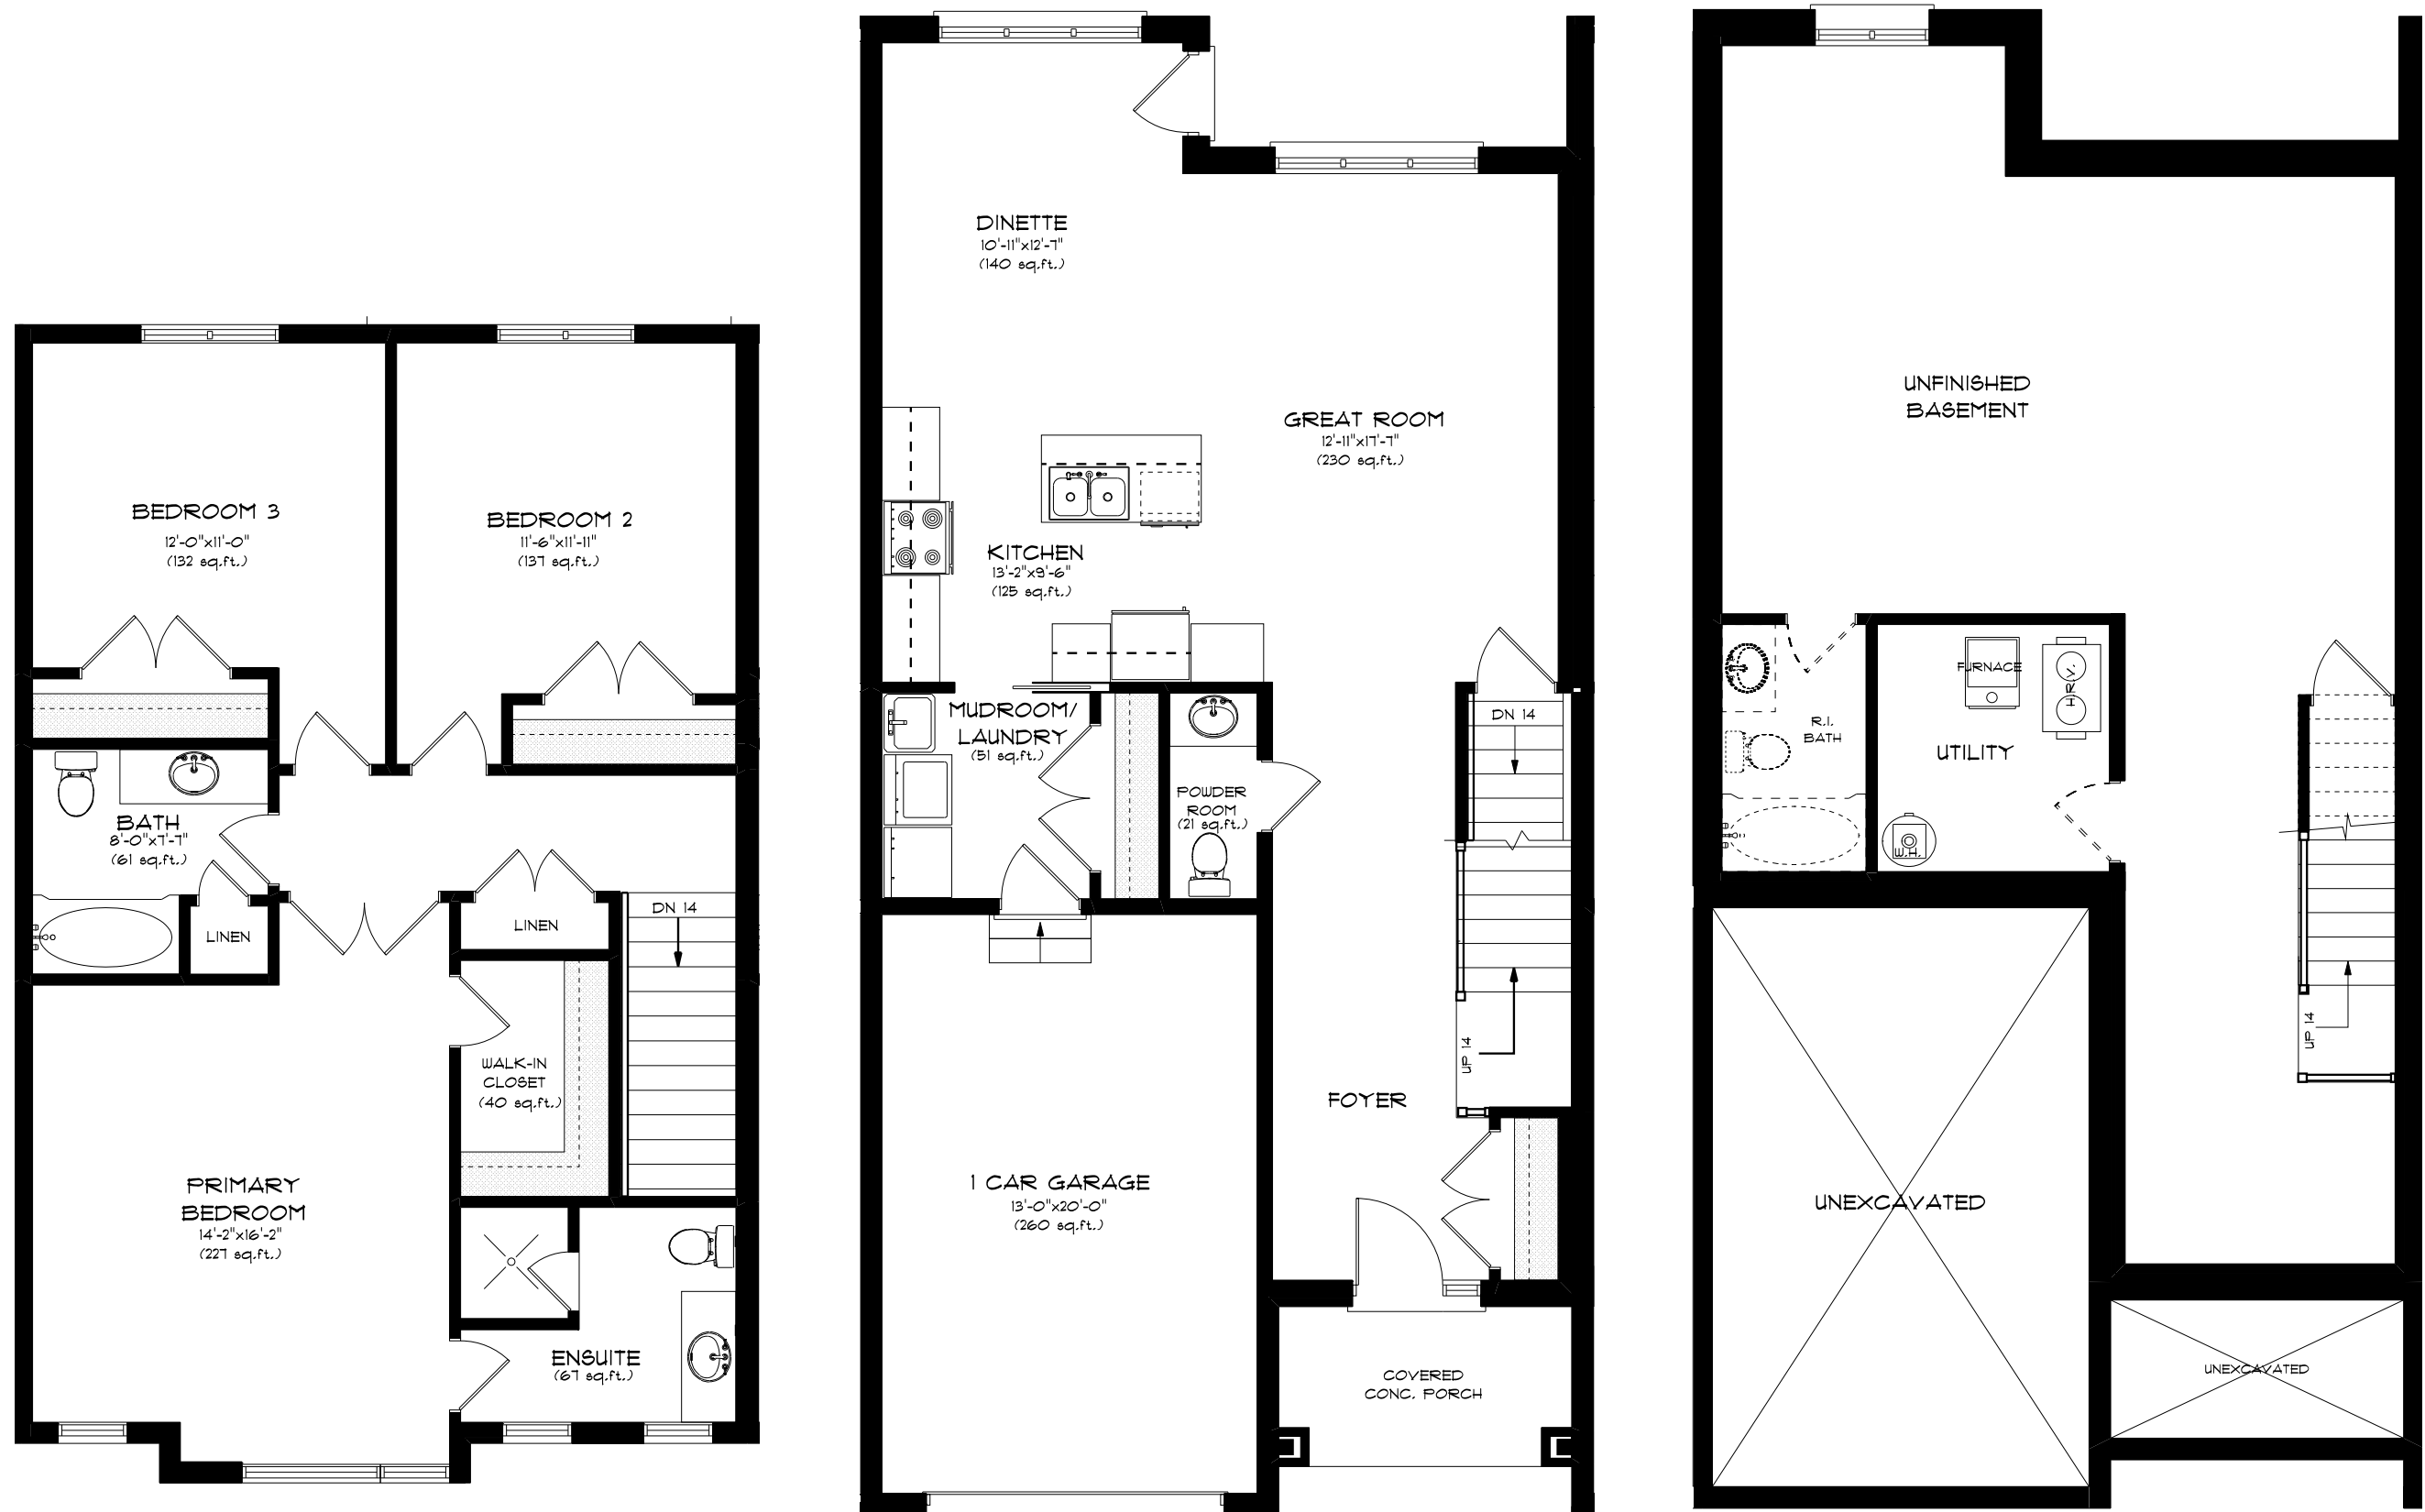 BEDROOM 3
12'-0"x11'-0"
(132 sq.ft.)
BEDROOM 2
11'-6"x11'-11"
(137 sq.ft.)
BATH
8'-0"x7'-7"
(61 sq.ft.)
LINEN
LINEN
DN 14
WALK-IN
CLOSET
(40 sq.ft.)
PRIMARY
BEDROOM
14'-2"x16'-2"
(227 sq.ft.)
ENSUITE
(67 sq.ft.)
DINETTE
10'-11"x12'-7"
(140 sq.ft.)
GREAT ROOM
12'-11"x17'-7"
(230 sq.ft.)
KITCHEN
13'-2"x9'-6"
(125 sq.ft.)
MUDROOM/
LAUNDRY
(51 sq.ft.)
POWDER
ROOM
(21 sq.ft.)
DN 14
UP 14
FOYER
1 CAR GARAGE
13'-0"x20'-0"
(260 sq.ft.)
COVERED
CONC. PORCH
UNFINISHED
BASEMENT
FURNACE
H.R.V.
R.I.
BATH
UTILITY
W.H.
UP 14
UNEXCAVATED
UNEXCAVATED